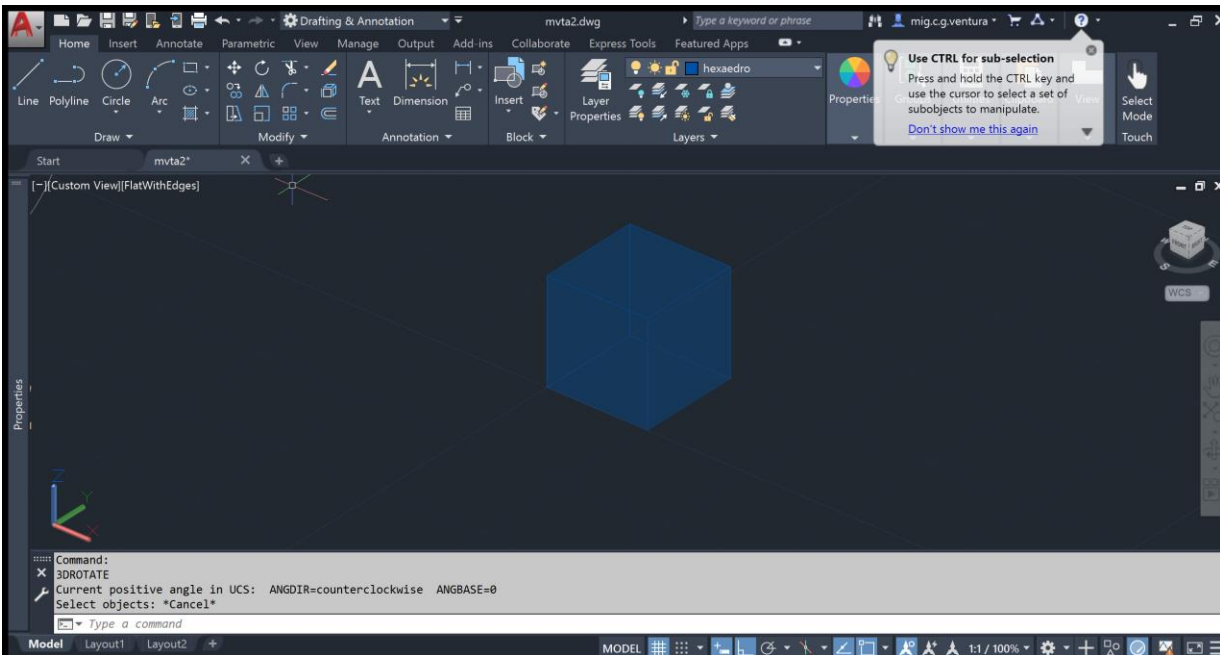 A
Drafting & Annotation
mvta2.dwg
Type a keyword or phrase
mig.c.g.ventura
Home Insert Annotate Parametric View Manage Output Add-ins Collaborate Express Tools Featured Apps
Use CTRL for sub-selection
Press and hold the CTRL key and
use the cursor to select a set of
subobjects to manipulate.
Don't show me this again
hexaedro
Line Polyline Circle Arc
Text Dimension
Insert
Layer
Properties
Properties
Select
Mode
Draw Modify Annotation Block Layers Touch
Start mvta2* +
[-][Custom View][FlatWithEdges]
TOP
FRONT
S
E
WCS
Properties
Z
Y
X
Command:
3DROTATE
Current positive angle in UCS: ANGDIR=counterclockwise ANGBASE=0
Select objects: *Cancel*
Type a command
Model Layout1 Layout2 +
MODEL
1:1 / 100%